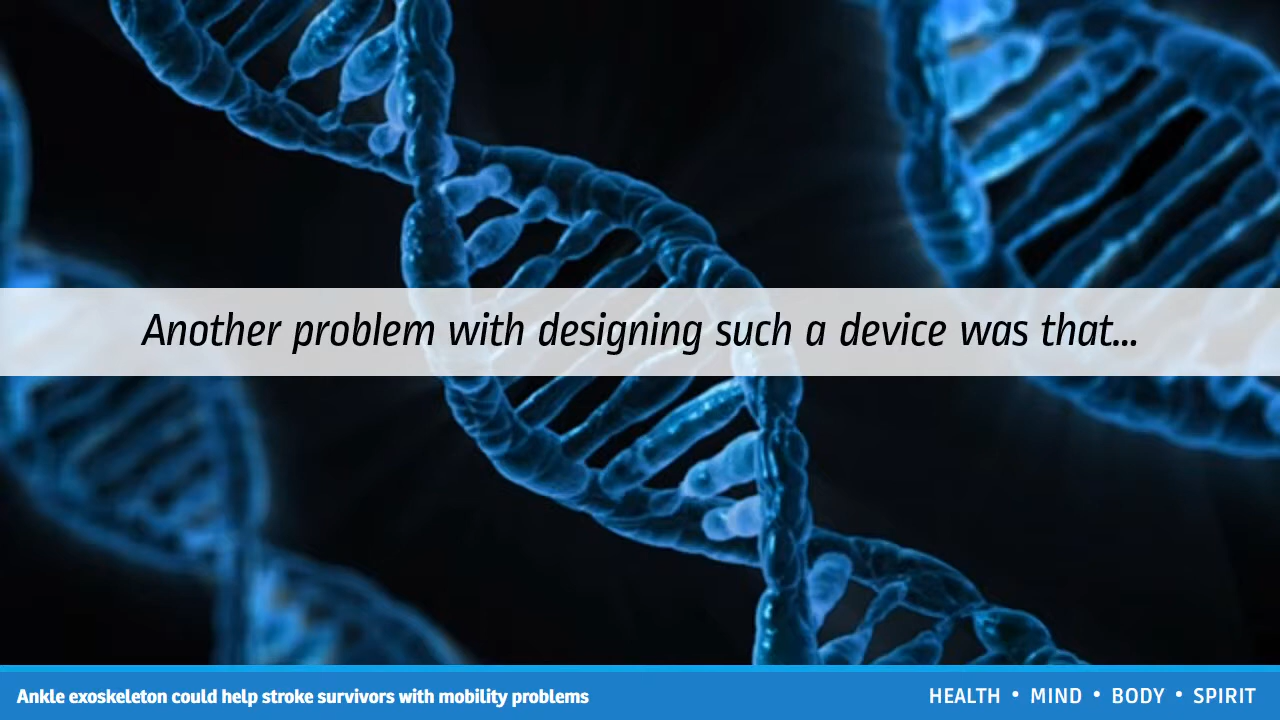 Another problem with designing such a device was that...
Ankle exoskeleton could help stroke survivors with mobility problems
HEALTH • MIND • BODY • SPIRIT